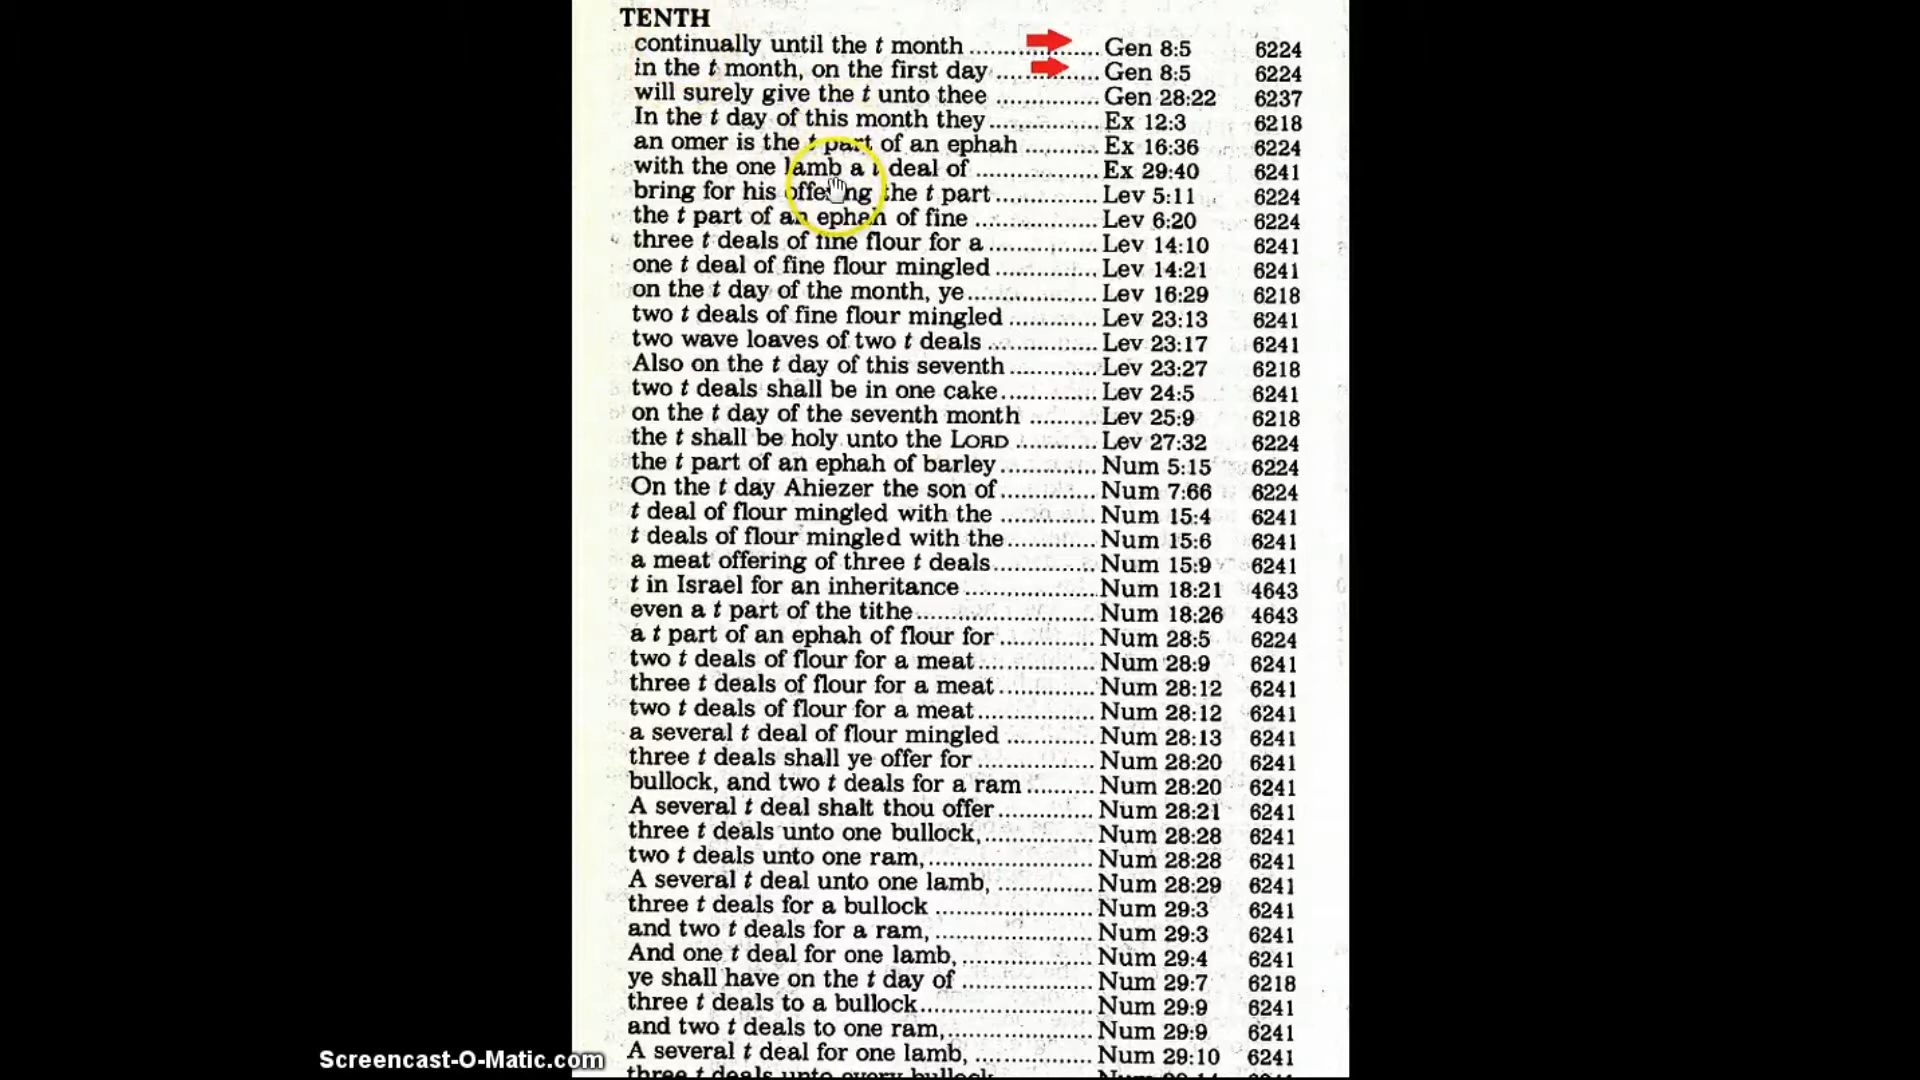 TENTH
continually until the t month .................... Gen 8:5 6224
in the t month, on the first day ................ Gen 8:5 6224
will surely give the t unto thee ............... Gen 28:22 6237
In the t day of this month they ................ Ex 12:3 6218
an omer is the t part of an ephah .......... Ex 16:36 6224
with the one lamb a t deal of ................. Ex 29:40 6241
bring for his offering the t part ............... Lev 5:11 6224
the t part of an ephah of fine ................. Lev 6:20 6224
three t deals of fine flour for a ............... Lev 14:10 6241
one t deal of fine flour mingled .............. Lev 14:21 6241
on the t day of the month, ye .................. Lev 16:29 6218
two t deals of fine flour mingled ............ Lev 23:13 6241
two wave loaves of two t deals ............... Lev 23:17 6241
Also on the t day of this seventh ............ Lev 23:27 6218
two t deals shall be in one cake .............. Lev 24:5 6241
on the t day of the seventh month .......... Lev 25:9 6218
the t shall be holy unto the LORD ........... Lev 27:32 6224
the t part of an ephah of barley ............. Num 5:15 6224
On the t day Ahiezer the son of .............. Num 7:66 6224
t deal of flour mingled with the .............. Num 15:4 6241
t deals of flour mingled with the ............. Num 15:6 6241
a meat offering of three t deals ............... Num 15:9 6241
t in Israel for an inheritance ................... Num 18:21 4643
even a t part of the tithe ......................... Num 18:26 4643
a t part of an ephah of flour for .............. Num 28:5 6224
two t deals of flour for a meat ................. Num 28:9 6241
three t deals of flour for a meat .............. Num 28:12 6241
two t deals of flour for a meat ................. Num 28:12 6241
a several t deal of flour mingled ............. Num 28:13 6241
three t deals shall ye offer for ................ Num 28:20 6241
bullock, and two t deals for a ram .......... Num 28:20 6241
A several t deal shalt thou offer .............. Num 28:21 6241
three t deals unto one bullock, ................ Num 28:28 6241
two t deals unto one ram, ........................ Num 28:28 6241
A several t deal unto one lamb, .............. Num 28:29 6241
three t deals for a bullock ....................... Num 29:3 6241
and two t deals for a ram, ....................... Num 29:3 6241
And one t deal for one lamb, ................... Num 29:4 6241
ye shall have on the t day of ................... Num 29:7 6218
three t deals to a bullock ......................... Num 29:9 6241
and two t deals to one ram, ...................... Num 29:9 6241
A several t deal for one lamb, ................. Num 29:10 6241
three t deals unto every bullock
Screencast-O-Matic.com